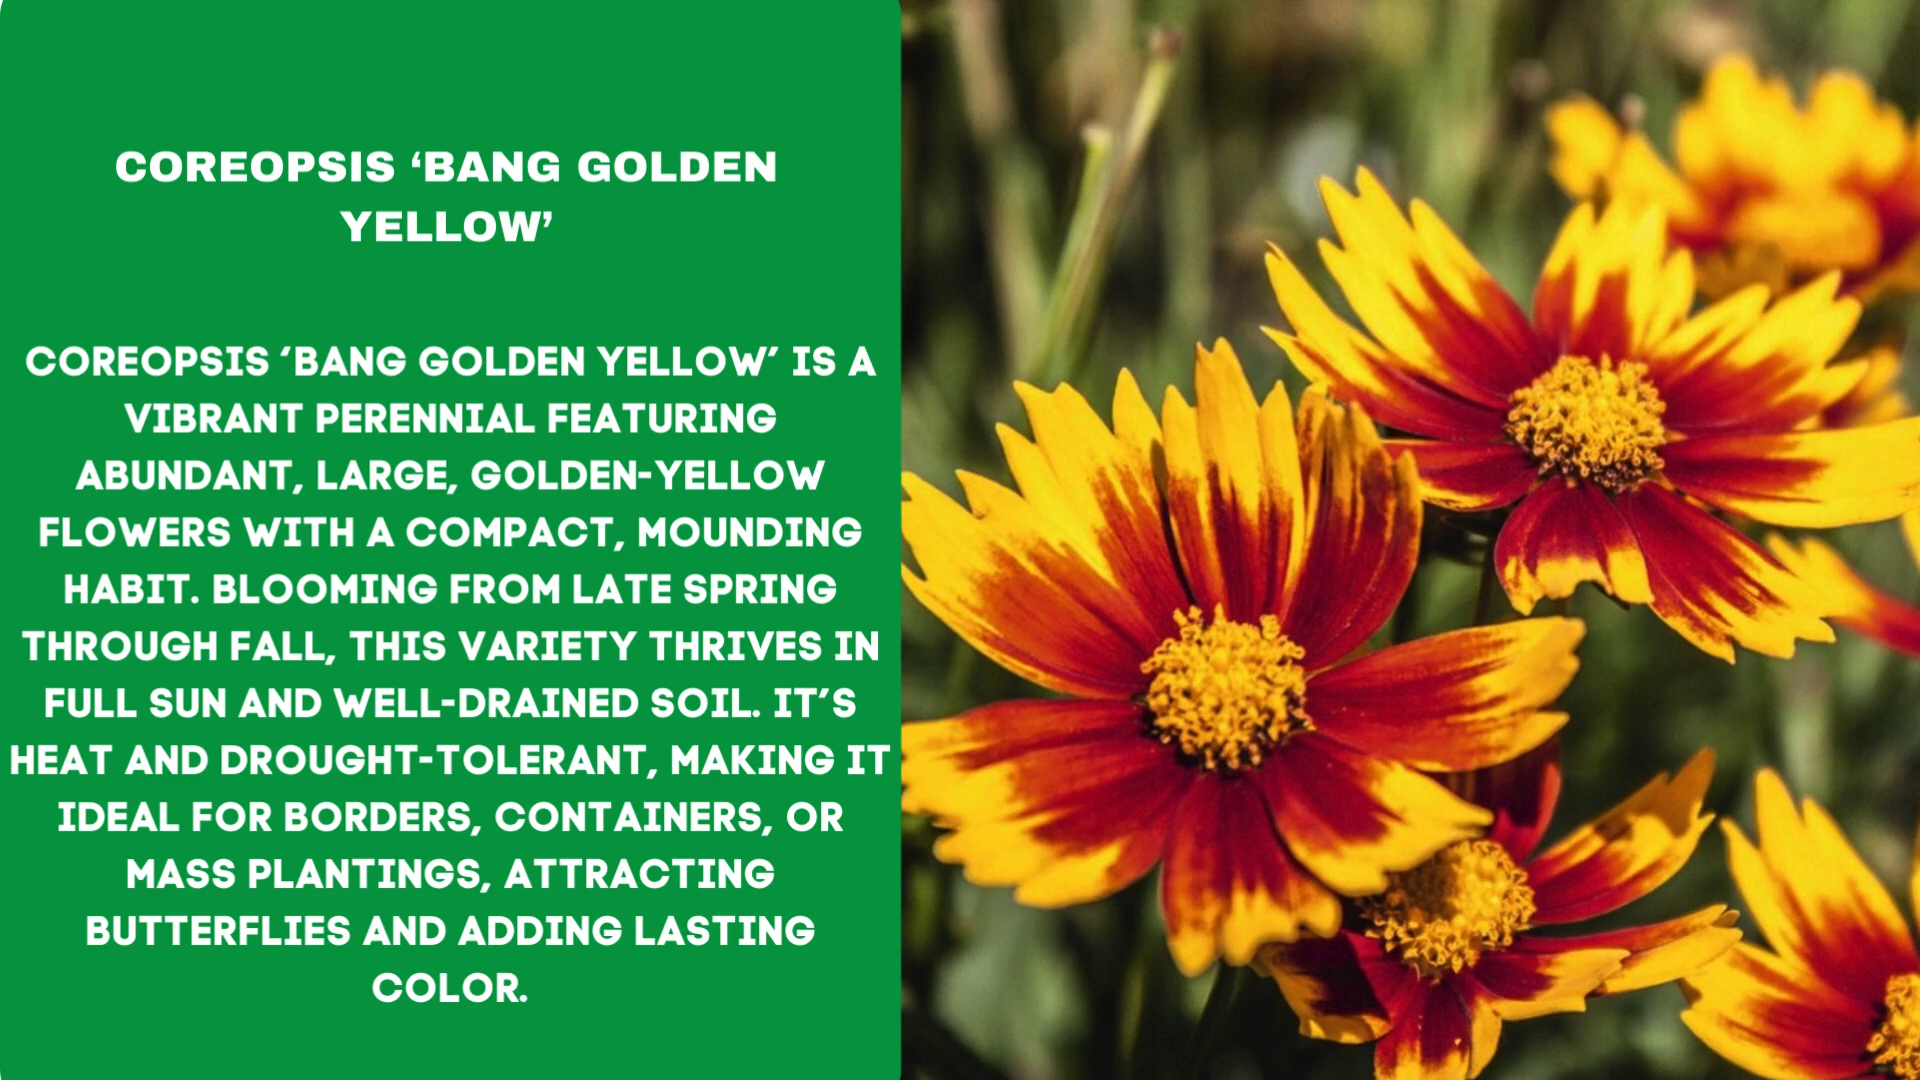 COREOPSIS ‘BANG GOLDEN
YELLOW’
COREOPSIS ‘BANG GOLDEN YELLOW’ IS A
VIBRANT PERENNIAL FEATURING
ABUNDANT, LARGE, GOLDEN-YELLOW
FLOWERS WITH A COMPACT, MOUNDING
HABIT. BLOOMING FROM LATE SPRING
THROUGH FALL, THIS VARIETY THRIVES IN
FULL SUN AND WELL-DRAINED SOIL. IT’S
HEAT AND DROUGHT-TOLERANT, MAKING IT
IDEAL FOR BORDERS, CONTAINERS, OR
MASS PLANTINGS, ATTRACTING
BUTTERFLIES AND ADDING LASTING
COLOR.